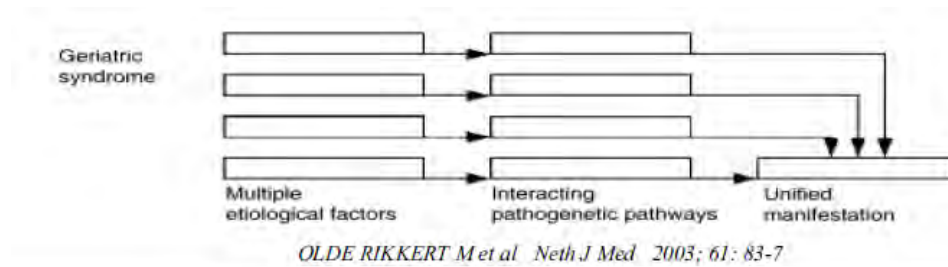 Geriatric
syndrome
Multiple
etiological factors
Interacting
pathogenetic pathways
Unified
manifestation
OLDE RIKKERT M et al Neth J Med 2003; 61: 83-7